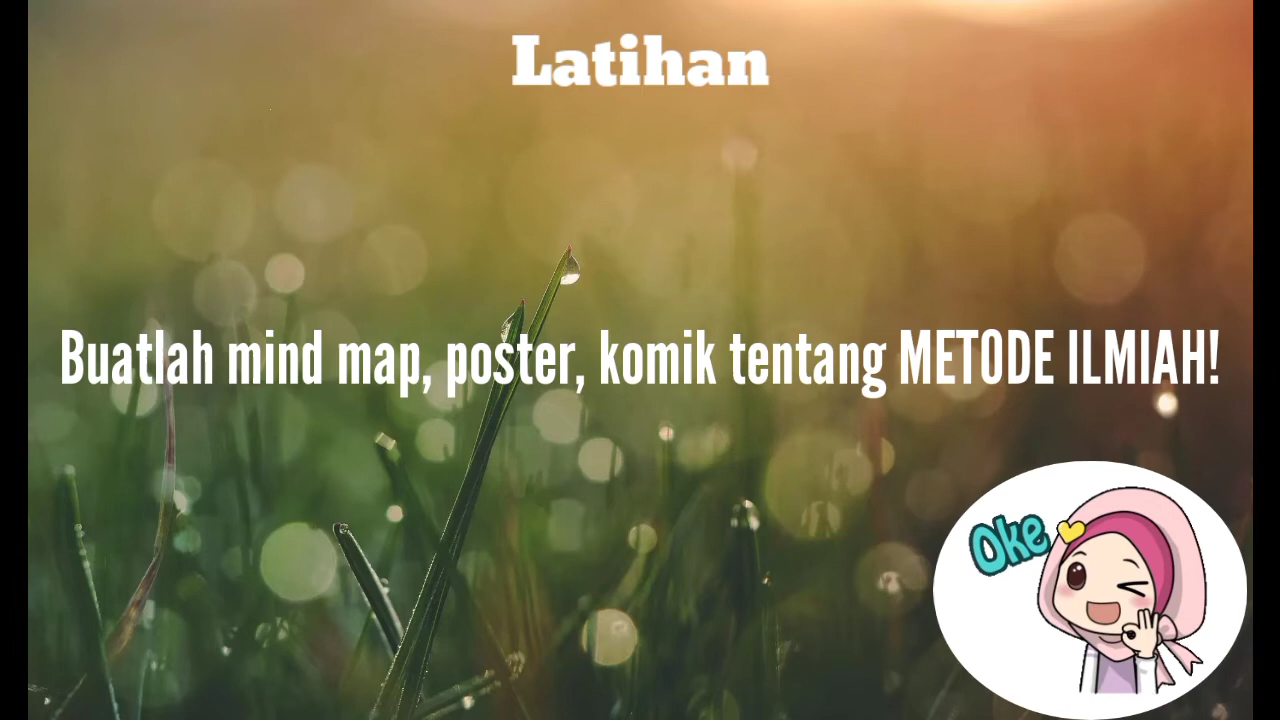 Latihan
Buatlah mind map, poster, komik tentang METODE ILMIAH!
Oke